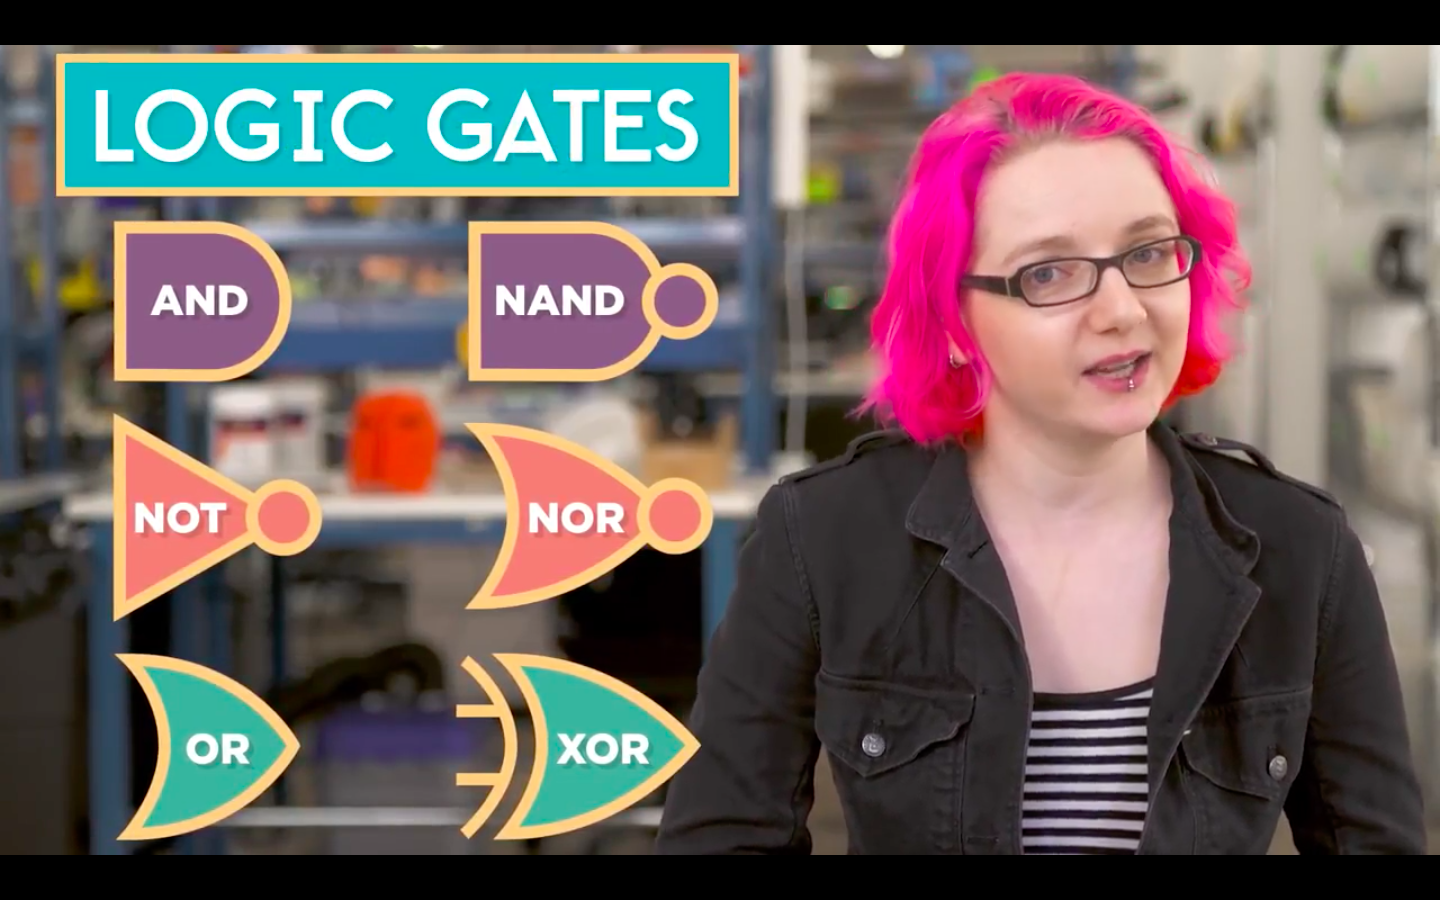 LOGIC GATES
AND
NAND
NOT
NOR
OR
XOR